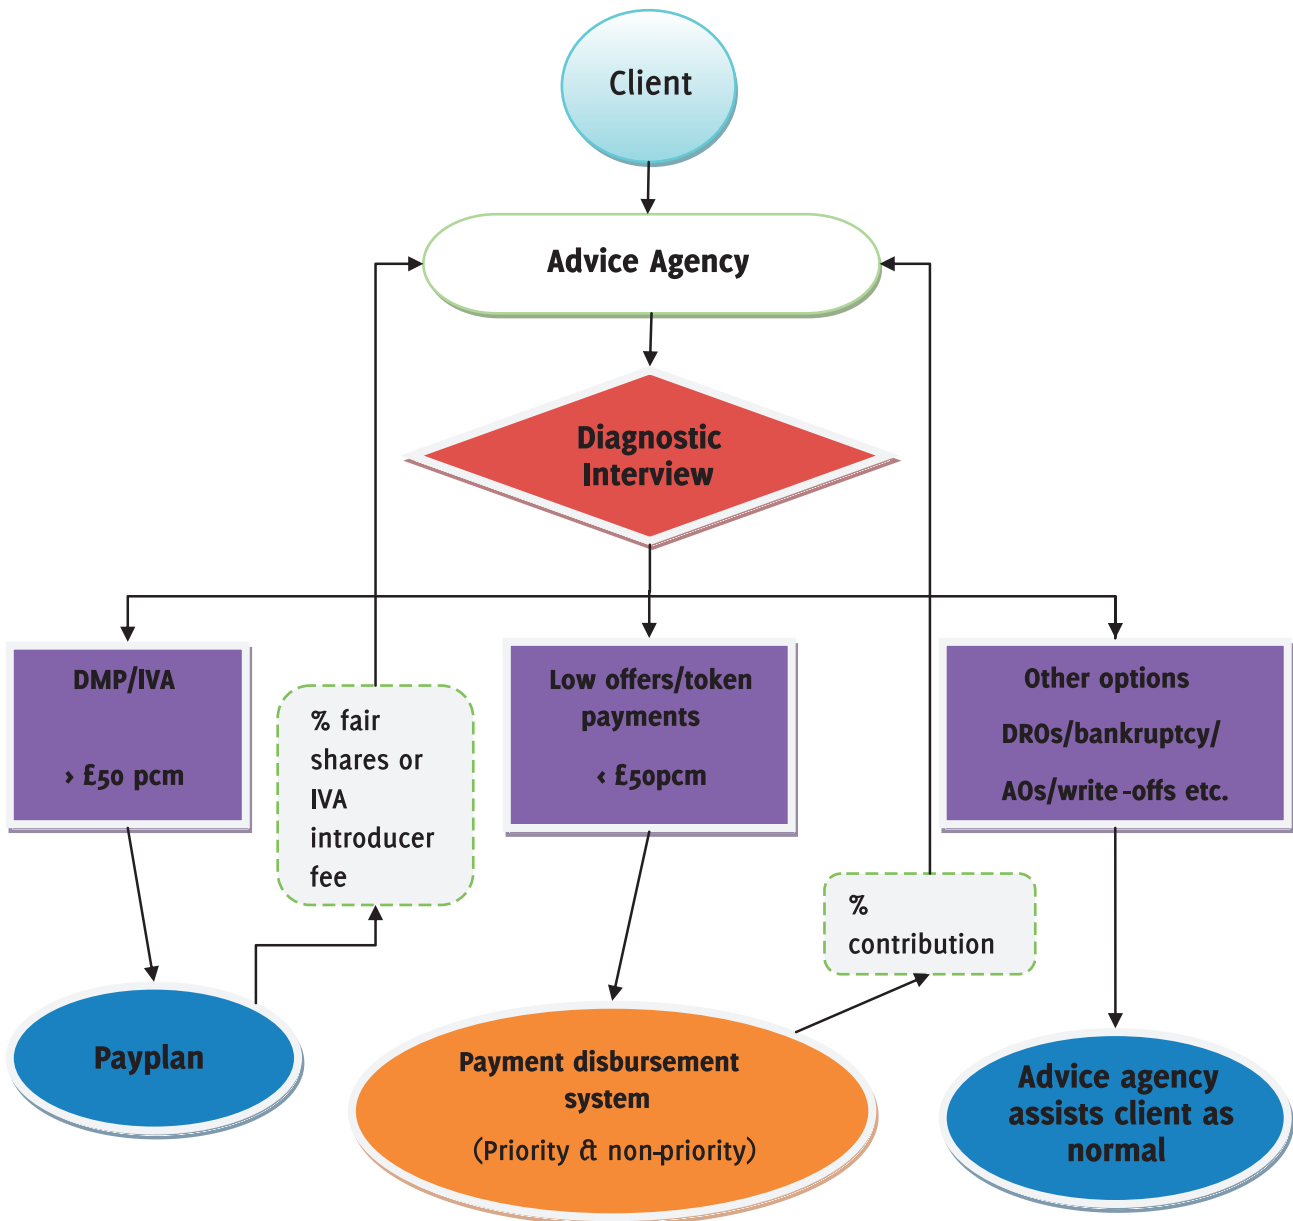 Client
Advice Agency
Diagnostic
Interview
DMP/IVA
> £50 pcm
% fair
shares or
IVA
introducer
fee
Low offers/token
payments
< £50pcm
Other options
DROs/bankruptcy/
AOs/write-offs etc.
%
contribution
Payplan
Payment disbursement
system
(Priority & non-priority)
Advice agency
assists client as
normal